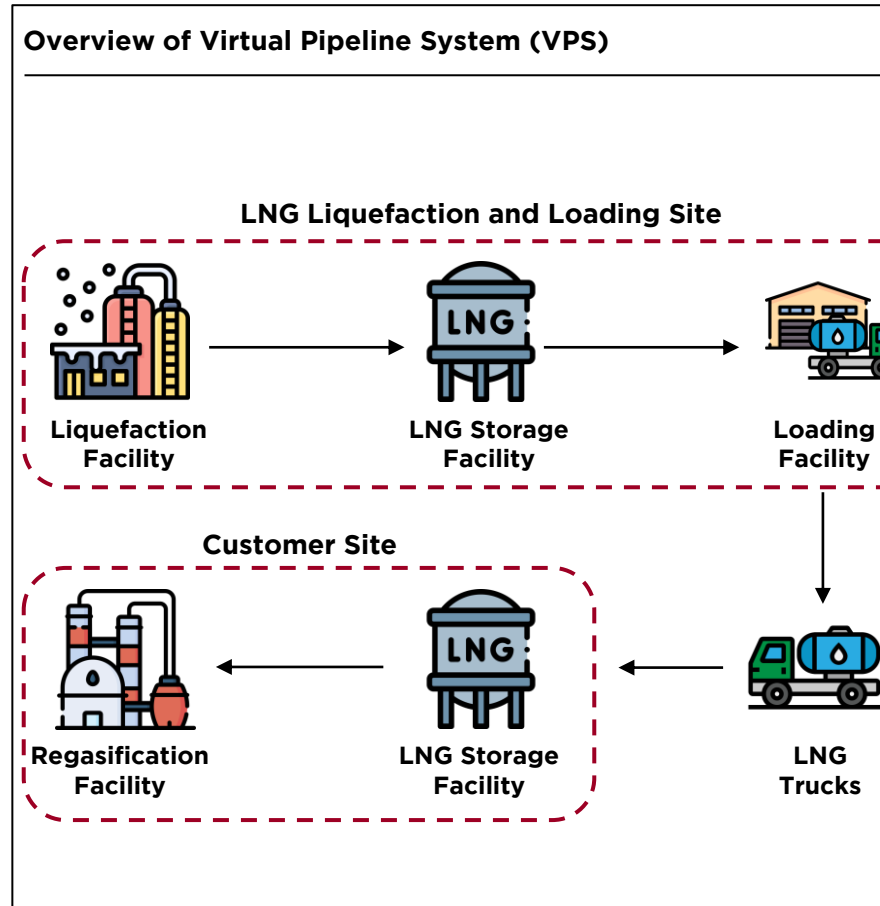 Overview of Virtual Pipeline System (VPS)
LNG Liquefaction and Loading Site
LNG
Liquefaction
Facility
LNG Storage
Facility
Loading
Facility
Customer Site
LNG
Regasification
Facility
LNG Storage
Facility
LNG
Trucks